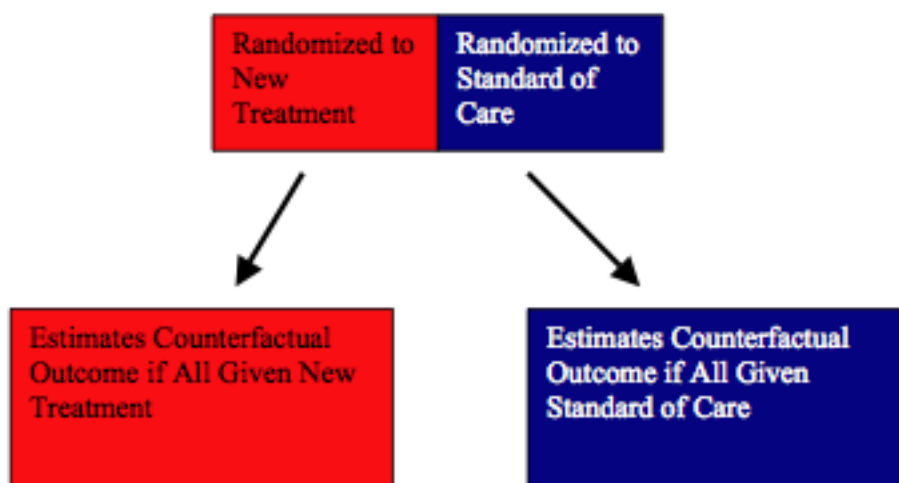 Randomized to
New
Treatment
Randomized to
Standard of
Care
Estimates Counterfactual
Outcome if All Given New
Treatment
Estimates Counterfactual
Outcome if All Given
Standard of Care